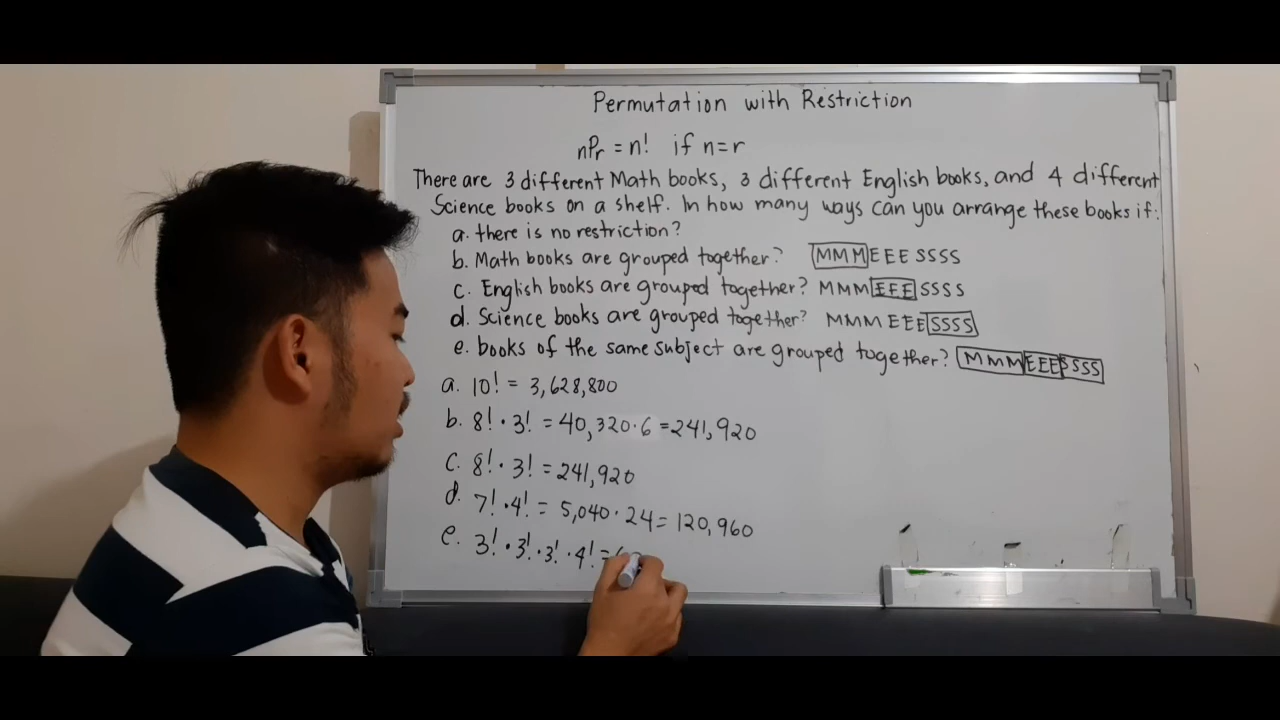 Permutation with Restriction
nPr = n! if n=r
There are 3 different Math books, 3 different English books, and 4 different
Science books on a shelf. In how many ways can you arrange these books if:
a. there is no restriction?
b. Math books are grouped together? MMMEEESSSS
c. English books are grouped together? MMMEEESSSS
d. Science books are grouped together? MMMEEESSSS
e. books of the same subject are grouped together? MMMEEESSSS
a. 10! = 3,628,800
b. 8! · 3! = 40,320 · 6 = 241,920
c. 8! · 3! = 241,920
d. 7! · 4! = 5,040 · 24 = 120,960
e. 3! · 3! · 3! · 4! =